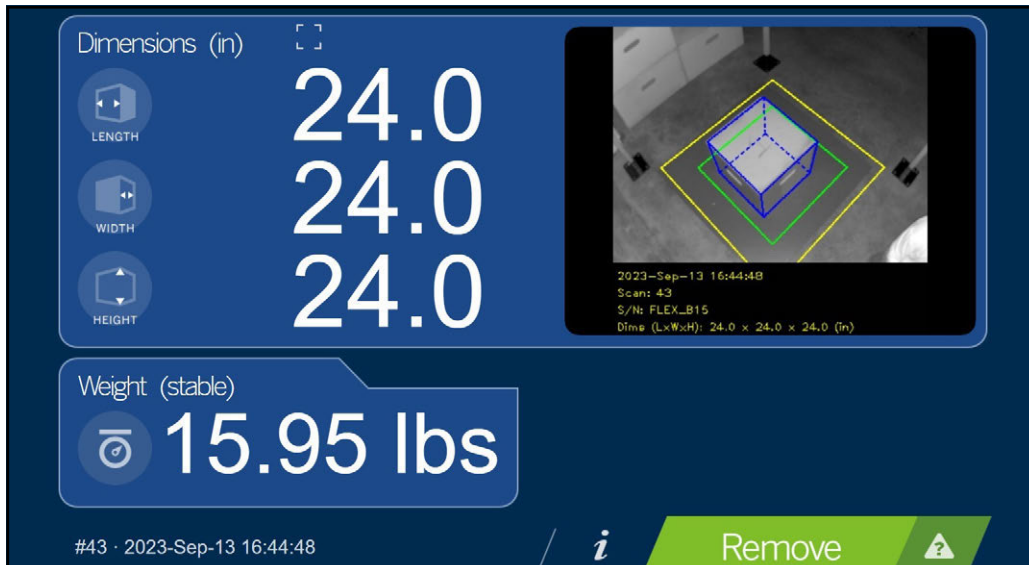 Dimensions (in)
LENGTH
24.0
WIDTH
24.0
HEIGHT
24.0
2023-Sep-13 16:44:48
Scan: 43
S/N: FLEX_B15
Dims (LxWxH): 24.0 x 24.0 x 24.0 (in)
Weight (stable)
15.95 lbs
#43 · 2023-Sep-13 16:44:48
i
Remove
?